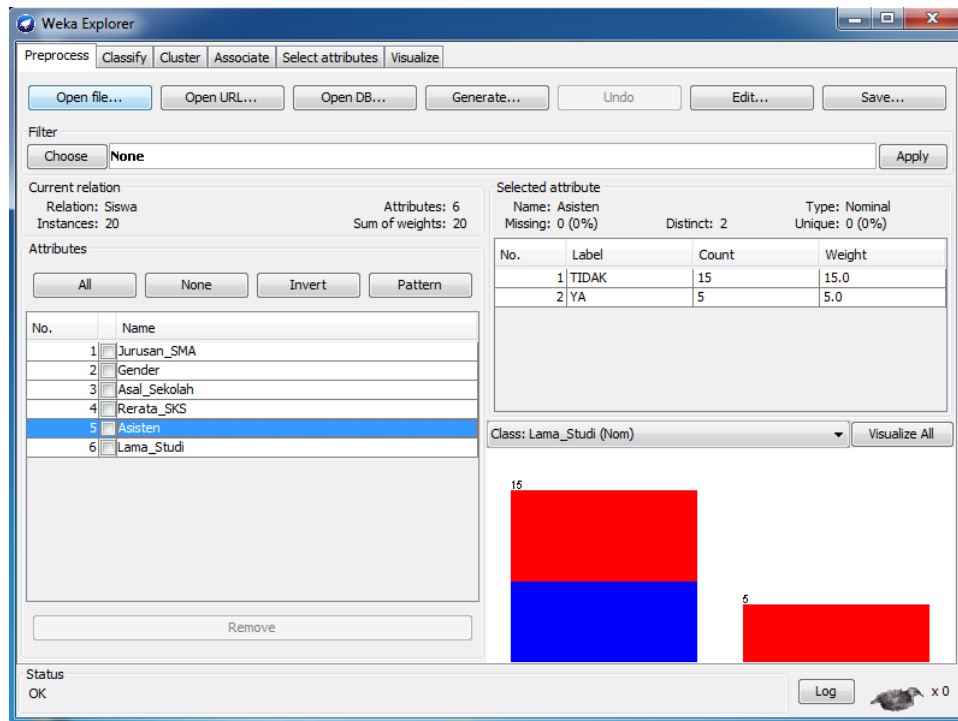 Weka Explorer
Preprocess Classify Cluster Associate Select attributes Visualize
Open file... Open URL... Open DB... Generate... Undo Edit... Save...
Filter
Choose None Apply
Current relation
Relation: Siswa Attributes: 6
Instances: 20 Sum of weights: 20
Attributes
All None Invert Pattern
No. Name
1 Jurusan_SMA
2 Gender
3 Asal_Sekolah
4 Rerata_SKS
5 Asisten
6 Lama_Studi
Remove
Selected attribute
Name: Asisten Type: Nominal
Missing: 0 (0%) Distinct: 2 Unique: 0 (0%)
No. Label Count Weight
1 TIDAK 15 15.0
2 YA 5 5.0
Class: Lama_Studi (Nom) Visualize All
15
5
Status
OK
Log x 0